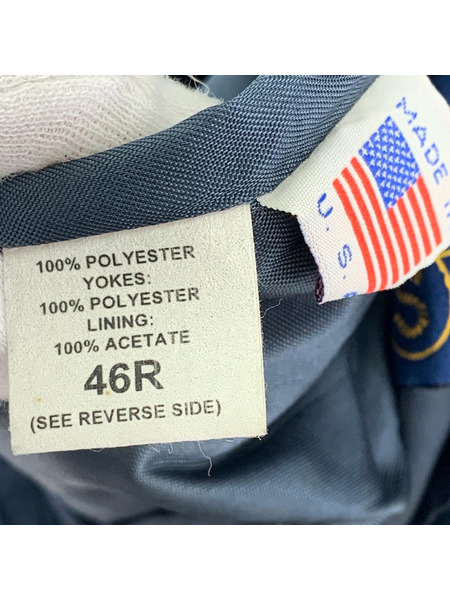 100% POLYESTER
YOKES:
100% POLYESTER
LINING:
100% ACETATE
46R
(SEE REVERSE SIDE)
MADE
U.S.